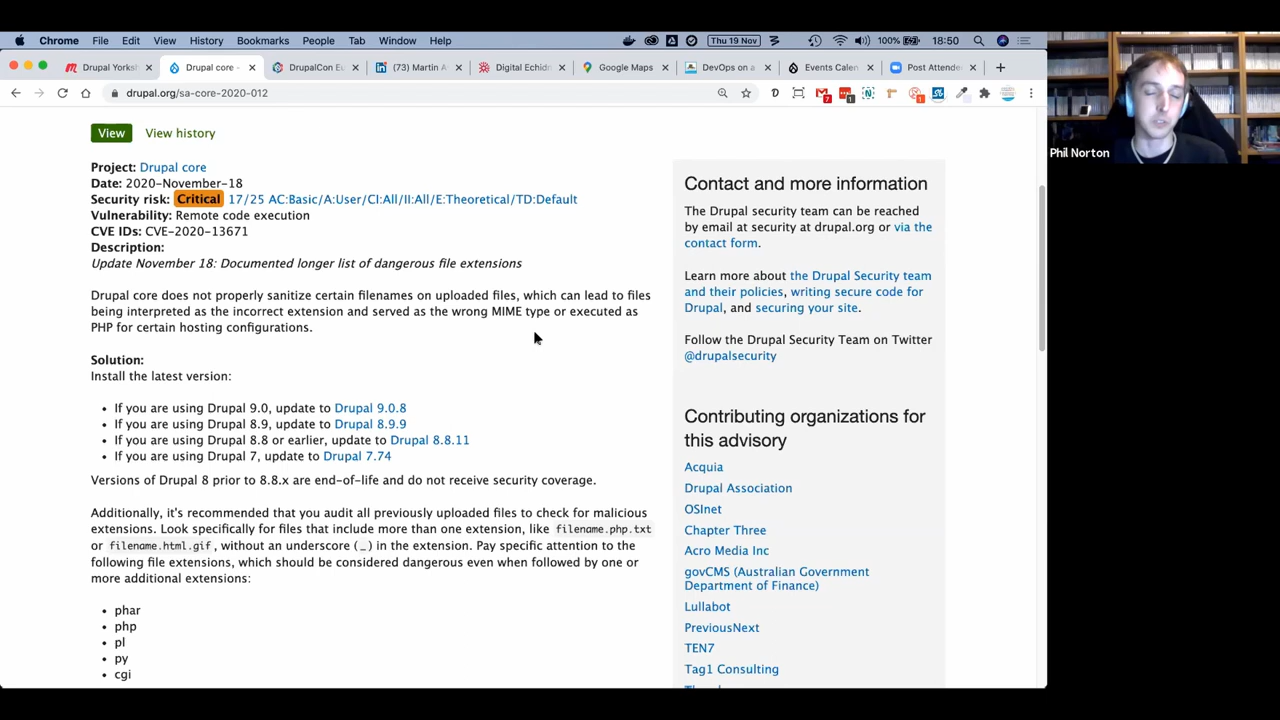 Chrome File Edit View History Bookmarks People Tab Window Help Thu 19 Nov 100% 18:50
Drupal Yorksh Drupal core - DrupalCon Eu (73) Martin A Digital Echidn Google Maps DevOps on a Events Calen Post Attende
drupal.org/sa-core-2020-012
View View history
Project: Drupal core
Date: 2020-November-18
Security risk: Critical 17/25 AC:Basic/A:User/CI:All/II:All/E:Theoretical/TD:Default
Vulnerability: Remote code execution
CVE IDs: CVE-2020-13671
Description:
Update November 18: Documented longer list of dangerous file extensions
Drupal core does not properly sanitize certain filenames on uploaded files, which can lead to files
being interpreted as the incorrect extension and served as the wrong MIME type or executed as
PHP for certain hosting configurations.
Solution:
Install the latest version:
• If you are using Drupal 9.0, update to Drupal 9.0.8
• If you are using Drupal 8.9, update to Drupal 8.9.9
• If you are using Drupal 8.8 or earlier, update to Drupal 8.8.11
• If you are using Drupal 7, update to Drupal 7.74
Versions of Drupal 8 prior to 8.8.x are end-of-life and do not receive security coverage.
Additionally, it's recommended that you audit all previously uploaded files to check for malicious
extensions. Look specifically for files that include more than one extension, like filename.php.txt
or filename.html.gif, without an underscore (_) in the extension. Pay specific attention to the
following file extensions, which should be considered dangerous even when followed by one or
more additional extensions:
• phar
• php
• pl
• py
• cgi
Contact and more information
The Drupal security team can be reached
by email at security at drupal.org or via the
contact form.
Learn more about the Drupal Security team
and their policies, writing secure code for
Drupal, and securing your site.
Follow the Drupal Security Team on Twitter
@drupalsecurity
Contributing organizations for
this advisory
Acquia
Drupal Association
OSInet
Chapter Three
Acro Media Inc
govCMS (Australian Government
Department of Finance)
Lullabot
PreviousNext
TEN7
Tag1 Consulting
Phil Norton